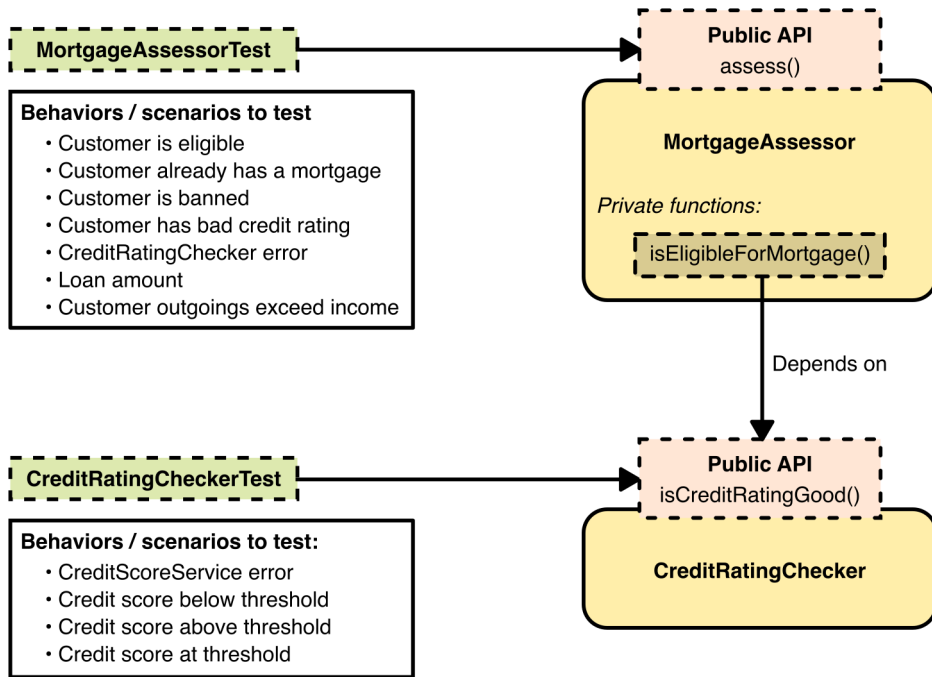 MortgageAssessorTest
Public API
assess()
Behaviors / scenarios to test
• Customer is eligible
• Customer already has a mortgage
• Customer is banned
• Customer has bad credit rating
• CreditRatingChecker error
• Loan amount
• Customer outgoings exceed income
MortgageAssessor
Private functions:
isEligibleForMortgage()
Depends on
CreditRatingCheckerTest
Public API
isCreditRatingGood()
Behaviors / scenarios to test:
• CreditScoreService error
• Credit score below threshold
• Credit score above threshold
• Credit score at threshold
CreditRatingChecker